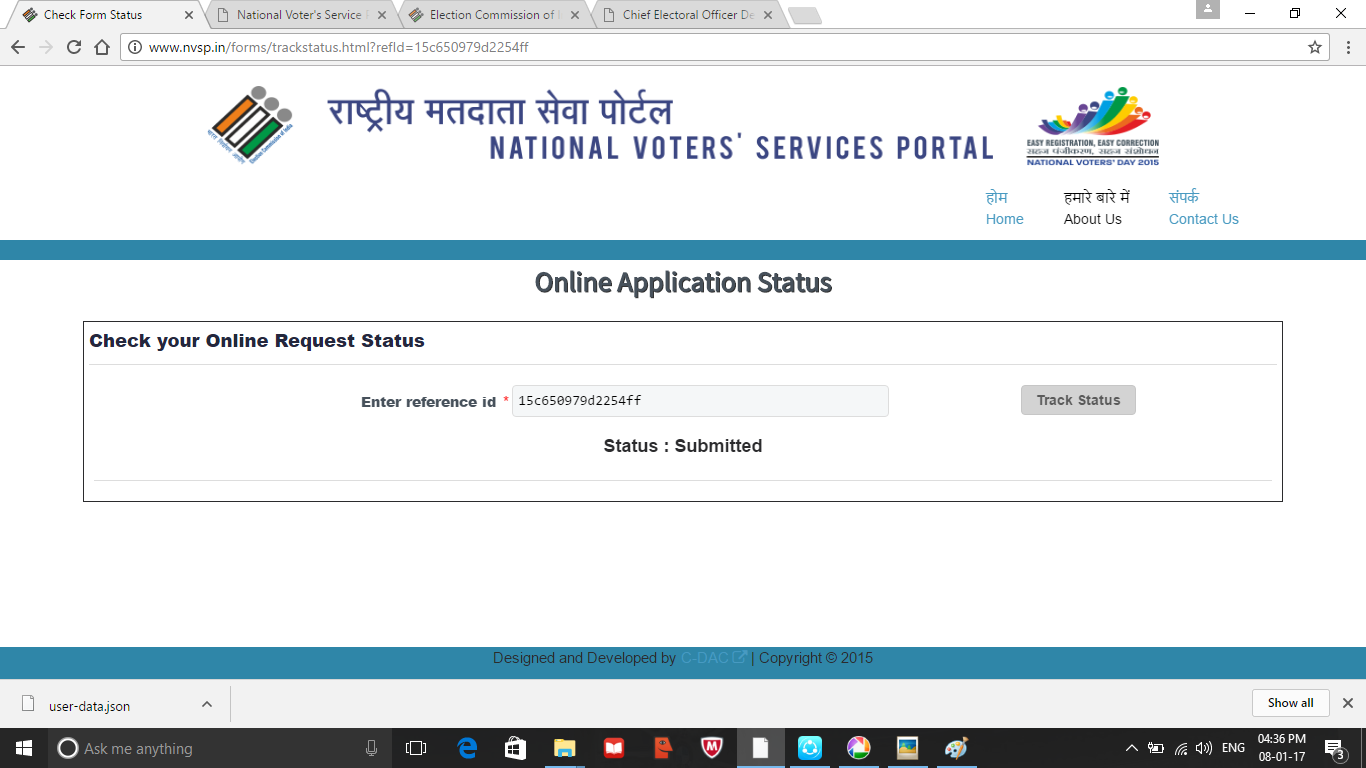 Check Form Status
National Voter's Service
Election Commission of
Chief Electoral Officer De
www.nvsp.in/forms/trackstatus.html?refId=15c650979d2254ff
राष्ट्रीय मतदाता सेवा पोर्टल
NATIONAL VOTERS' SERVICES PORTAL
EASY REGISTRATION, EASY CORRECTION
सहज पंजीकरण, सहज संशोधन
NATIONAL VOTERS' DAY 2015
होम हमारे बारे में संपर्क
Home About Us Contact Us
Online Application Status
Check your Online Request Status
Enter reference id * 15c650979d2254ff Track Status
Status : Submitted
Designed and Developed by C-DAC | Copyright © 2015
user-data.json Show all
Ask me anything ENG 04:36 PM
08-01-17 3